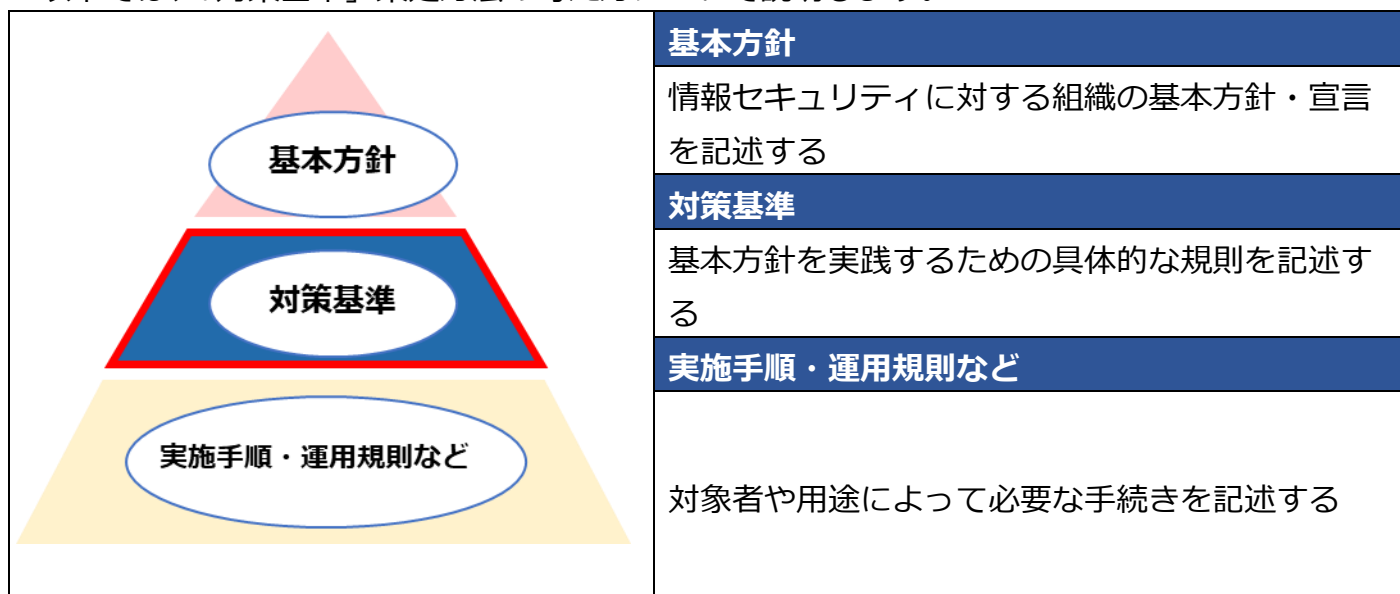 基本方針
対策基準
実施手順・運用規則など
基本方針
情報セキュリティに対する組織の基本方針・宣言
を記述する
対策基準
基本方針を実践するための具体的な規則を記述す
る
実施手順・運用規則など
対象者や用途によって必要な手続きを記述する